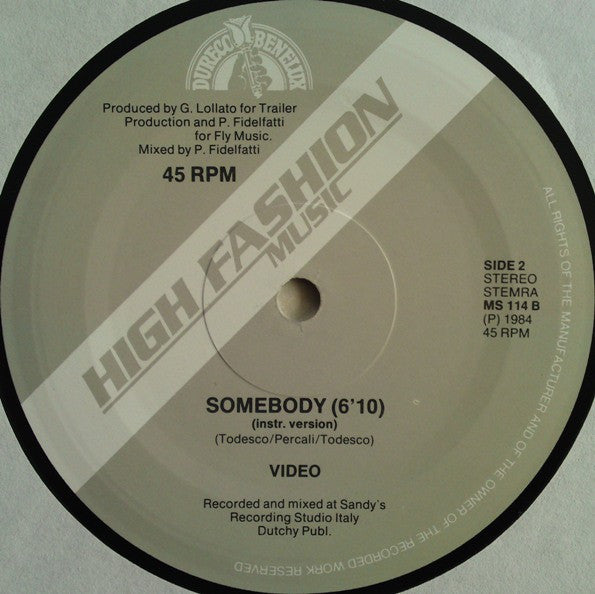 DURECO BENELUX
Produced by G. Lollato for Trailer
Production and P. Fidelfatti
for Fly Music.
Mixed by P. Fidelfatti
45 RPM
HIGH FASHION
MUSIC
SIDE 2
STEREO
STEMRA
MS 114 B
(P) 1984
45 RPM
SOMEBODY (6'10)
(instr. version)
(Todesco/Percali/Todesco)
VIDEO
Recorded and mixed at Sandy's
Recording Studio Italy
Dutchy Publ.
ALL RIGHTS OF THE MANUFACTURER AND OF THE OWNER OF THE RECORDED WORK RESERVED